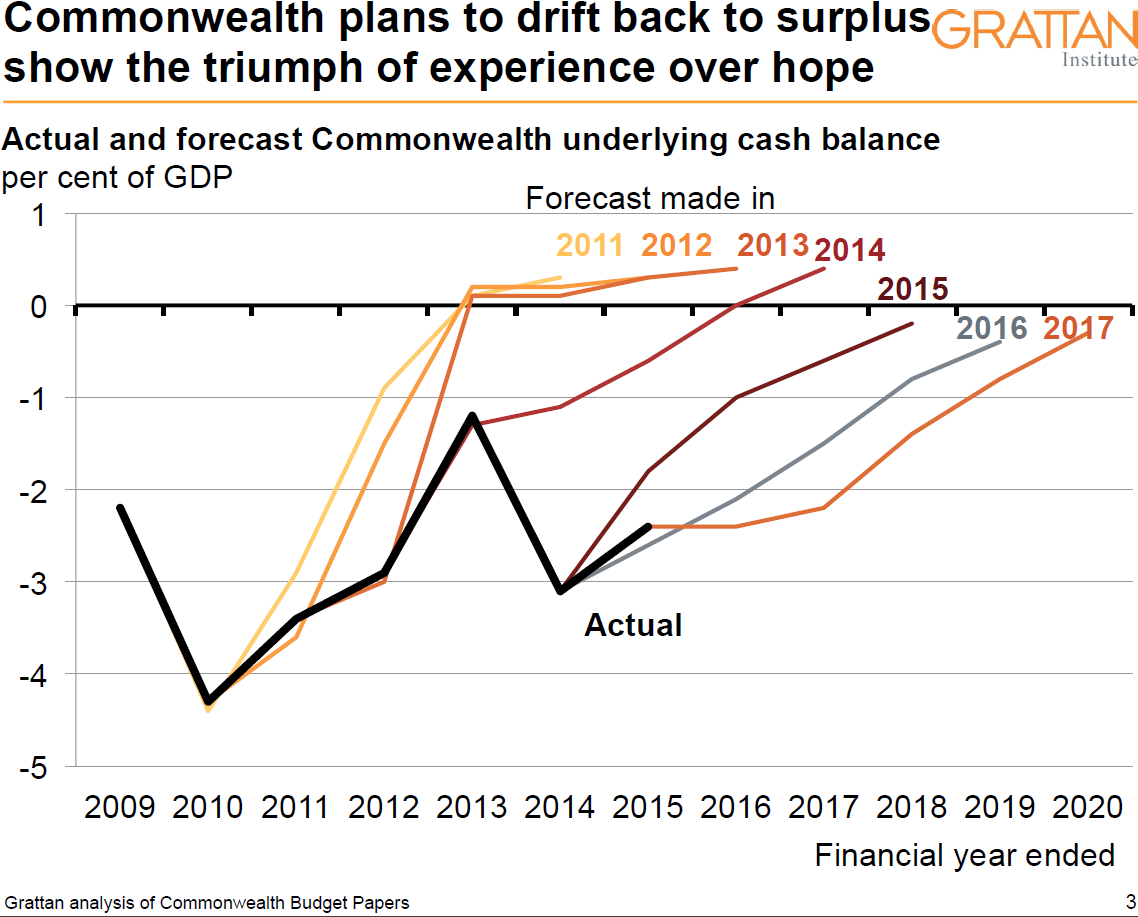 Commonwealth plans to drift back to surplus
show the triumph of experience over hope
GRATTAN
Institute
Actual and forecast Commonwealth underlying cash balance
per cent of GDP
Forecast made in
1
2011 2012 2013 2014
2015
0
2016 2017
-1
-2
-3
Actual
-4
-5
2009 2010 2011 2012 2013 2014 2015 2016 2017 2018 2019 2020
Financial year ended
Grattan analysis of Commonwealth Budget Papers
3